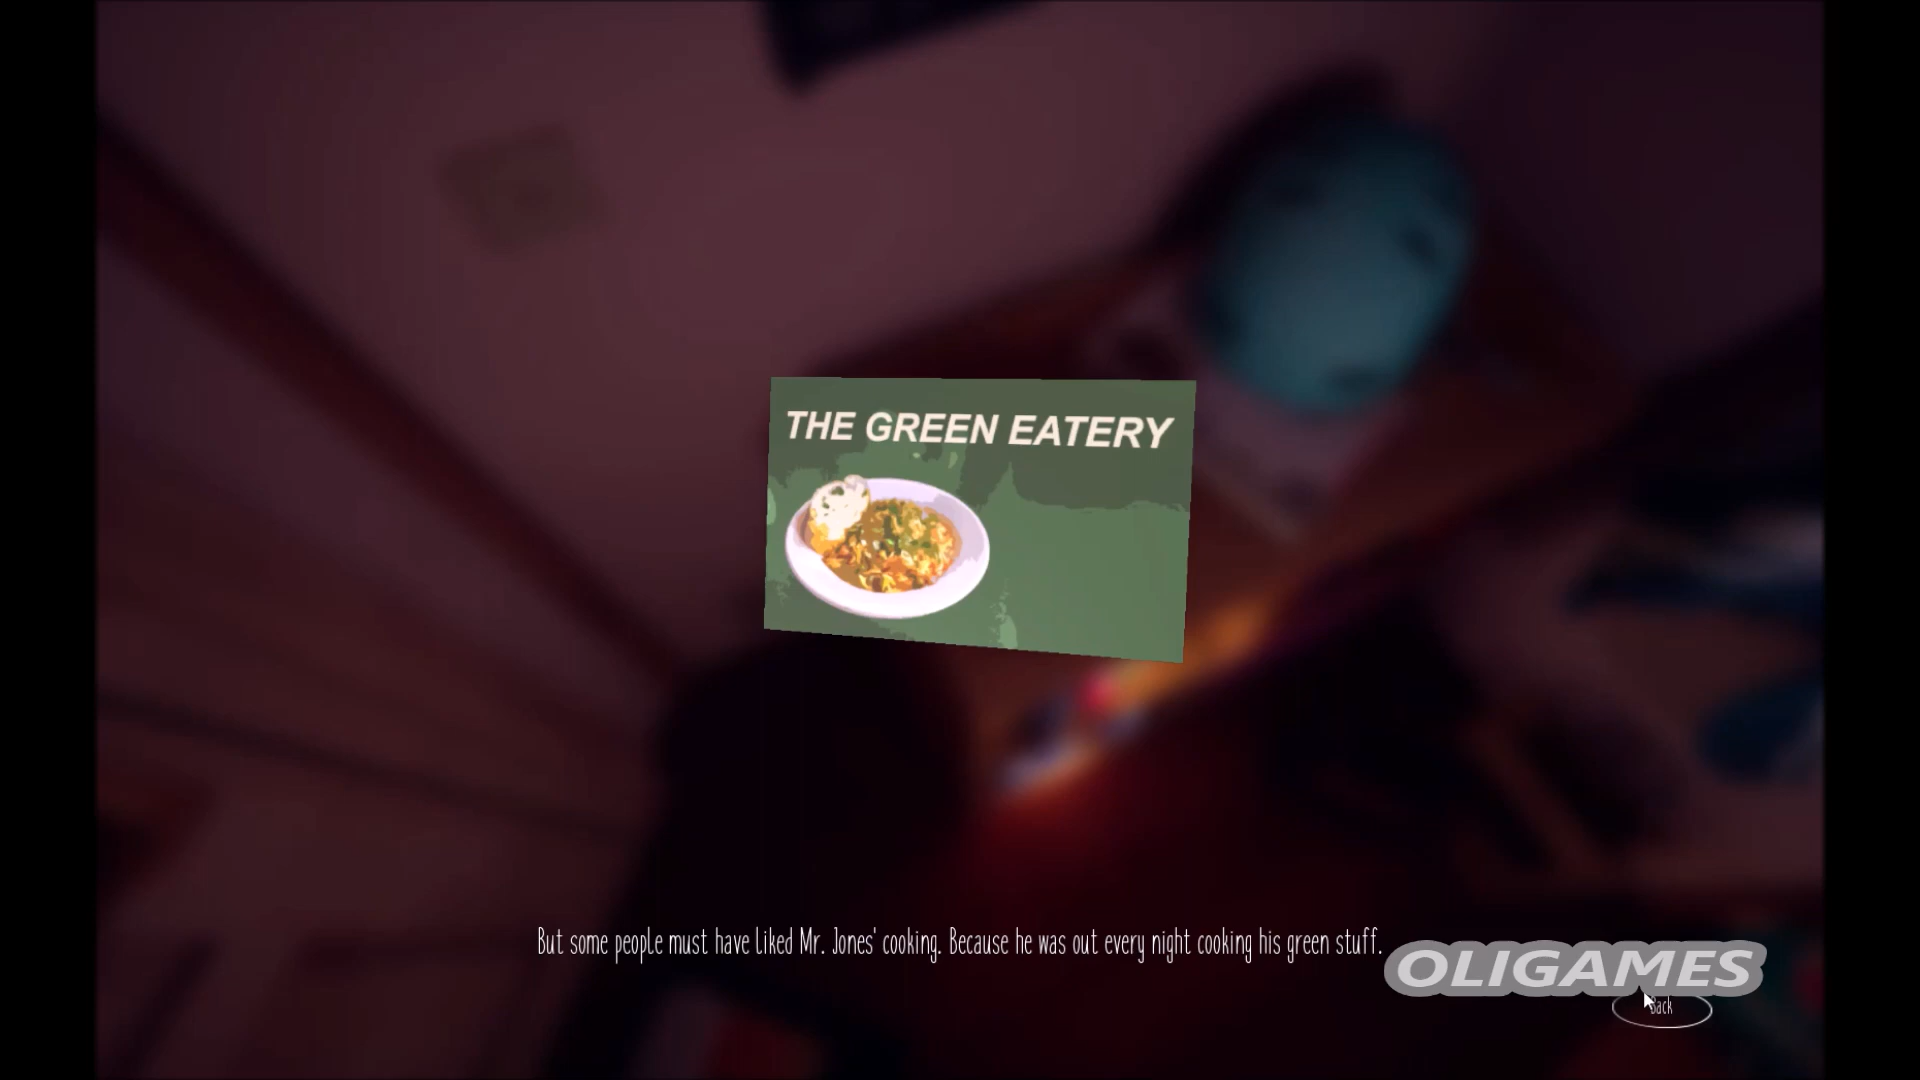 THE GREEN EATERY
But some people must have liked Mr. Jones' cooking. Because he was out every night cooking his green stuff.
OLIGAMES
Back